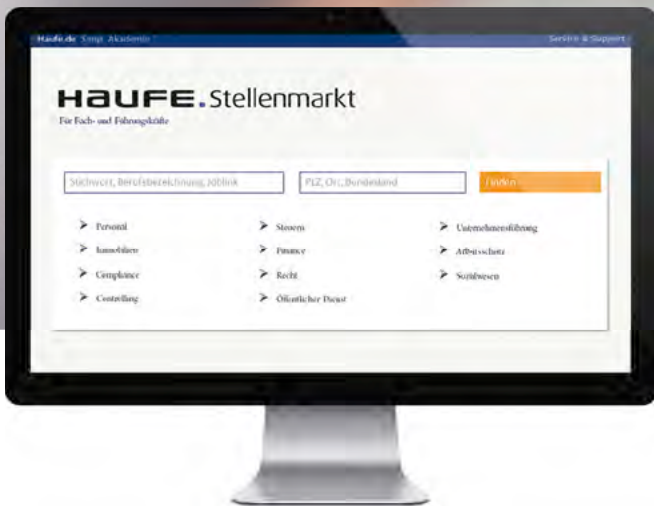 Haufe.de Shop Akademie Service & Support
HAUFE.Stellenmarkt
Für Fach- und Führungskräfte
Stichwort, Berufsbezeichnung, Joblink PLZ, Ort, Bundesland Finden
Personal Steuern Unternehmensführung
Immobilien Finance Arbeitsschutz
Compliance Recht Sozialwesen
Controlling Öffentlicher Dienst